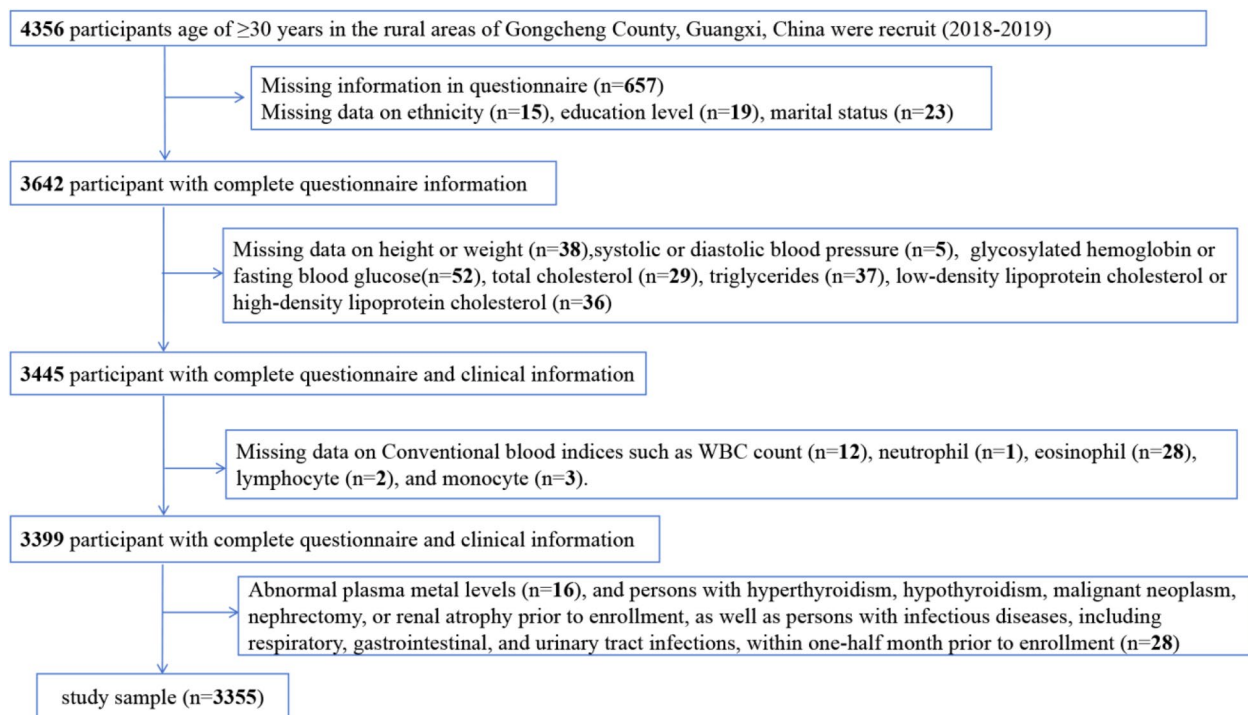 4356 participants age of ≥30 years in the rural areas of Gongcheng County, Guangxi, China were recruit (2018-2019)
Missing information in questionnaire (n=657)
Missing data on ethnicity (n=15), education level (n=19), marital status (n=23)
3642 participant with complete questionnaire information
Missing data on height or weight (n=38),systolic or diastolic blood pressure (n=5), glycosylated hemoglobin or
fasting blood glucose(n=52), total cholesterol (n=29), triglycerides (n=37), low-density lipoprotein cholesterol or
high-density lipoprotein cholesterol (n=36)
3445 participant with complete questionnaire and clinical information
Missing data on Conventional blood indices such as WBC count (n=12), neutrophil (n=1), eosinophil (n=28),
lymphocyte (n=2), and monocyte (n=3).
3399 participant with complete questionnaire and clinical information
Abnormal plasma metal levels (n=16), and persons with hyperthyroidism, hypothyroidism, malignant neoplasm,
nephrectomy, or renal atrophy prior to enrollment, as well as persons with infectious diseases, including
respiratory, gastrointestinal, and urinary tract infections, within one-half month prior to enrollment (n=28)
study sample (n=3355)